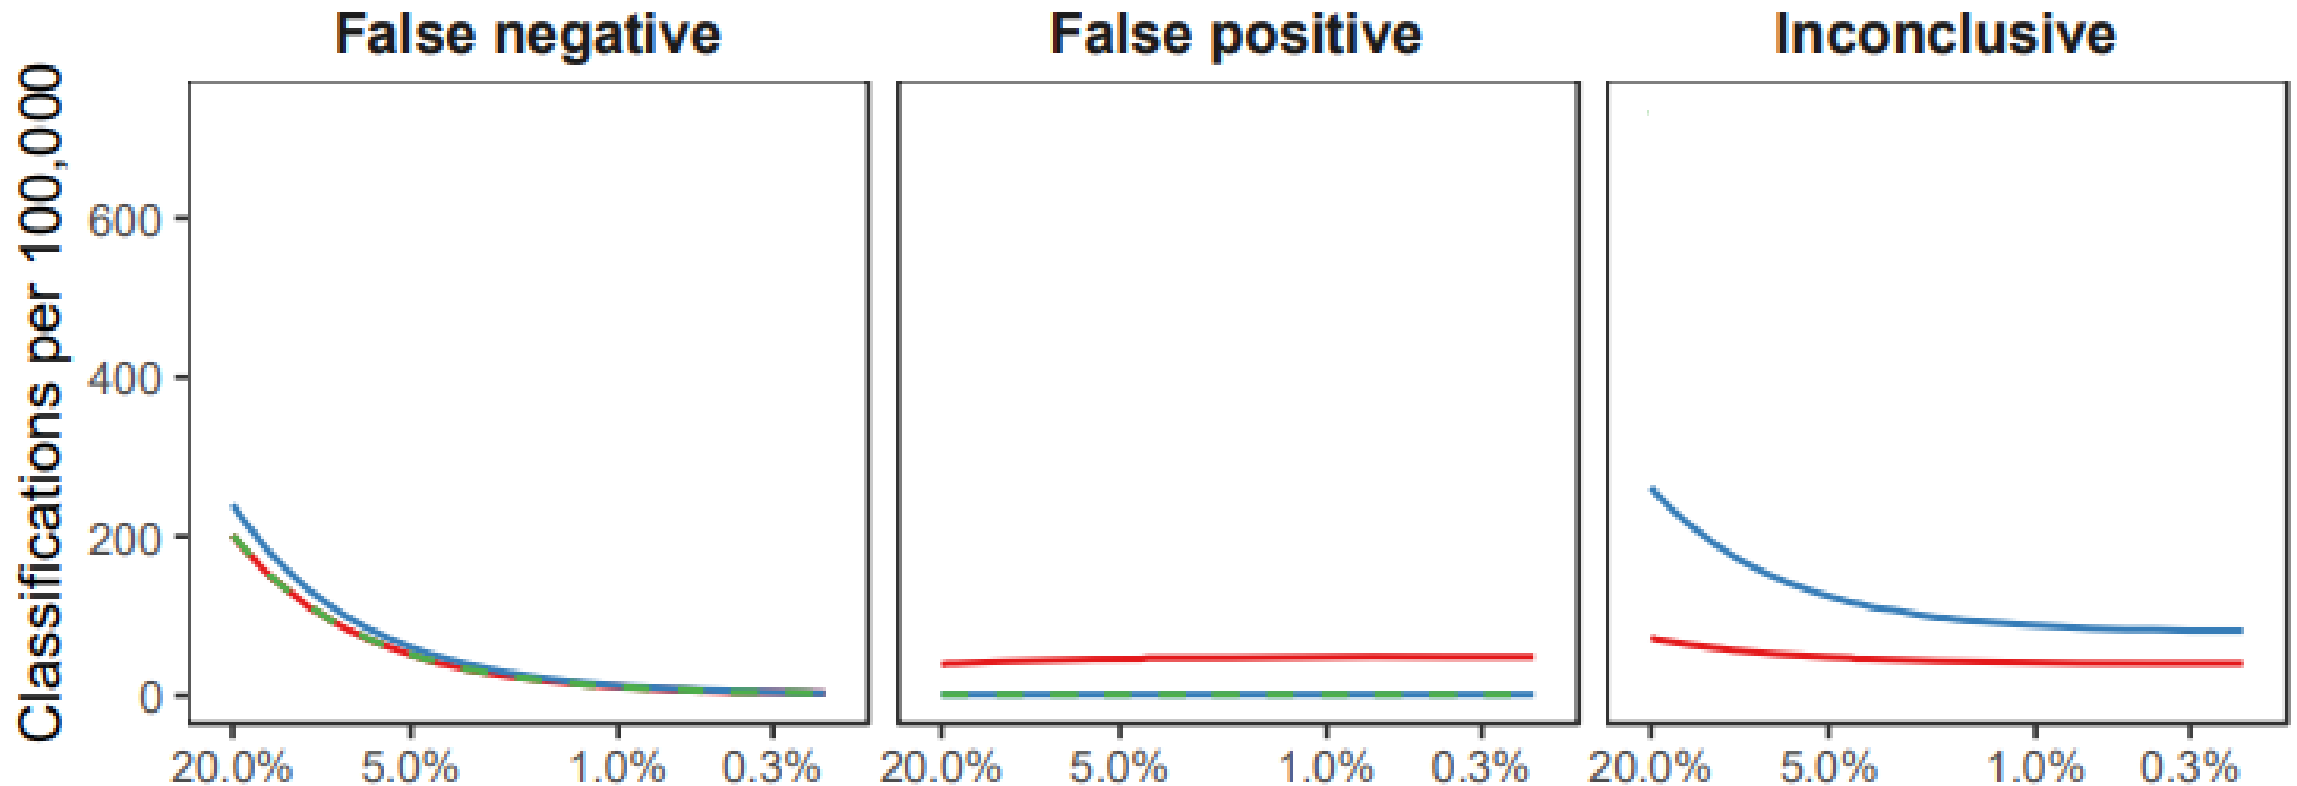 False negative False positive Inconclusive
Classifications per 100,000
600
400
200
0
20.0% 5.0% 1.0% 0.3% 20.0% 5.0% 1.0% 0.3% 20.0% 5.0% 1.0% 0.3%